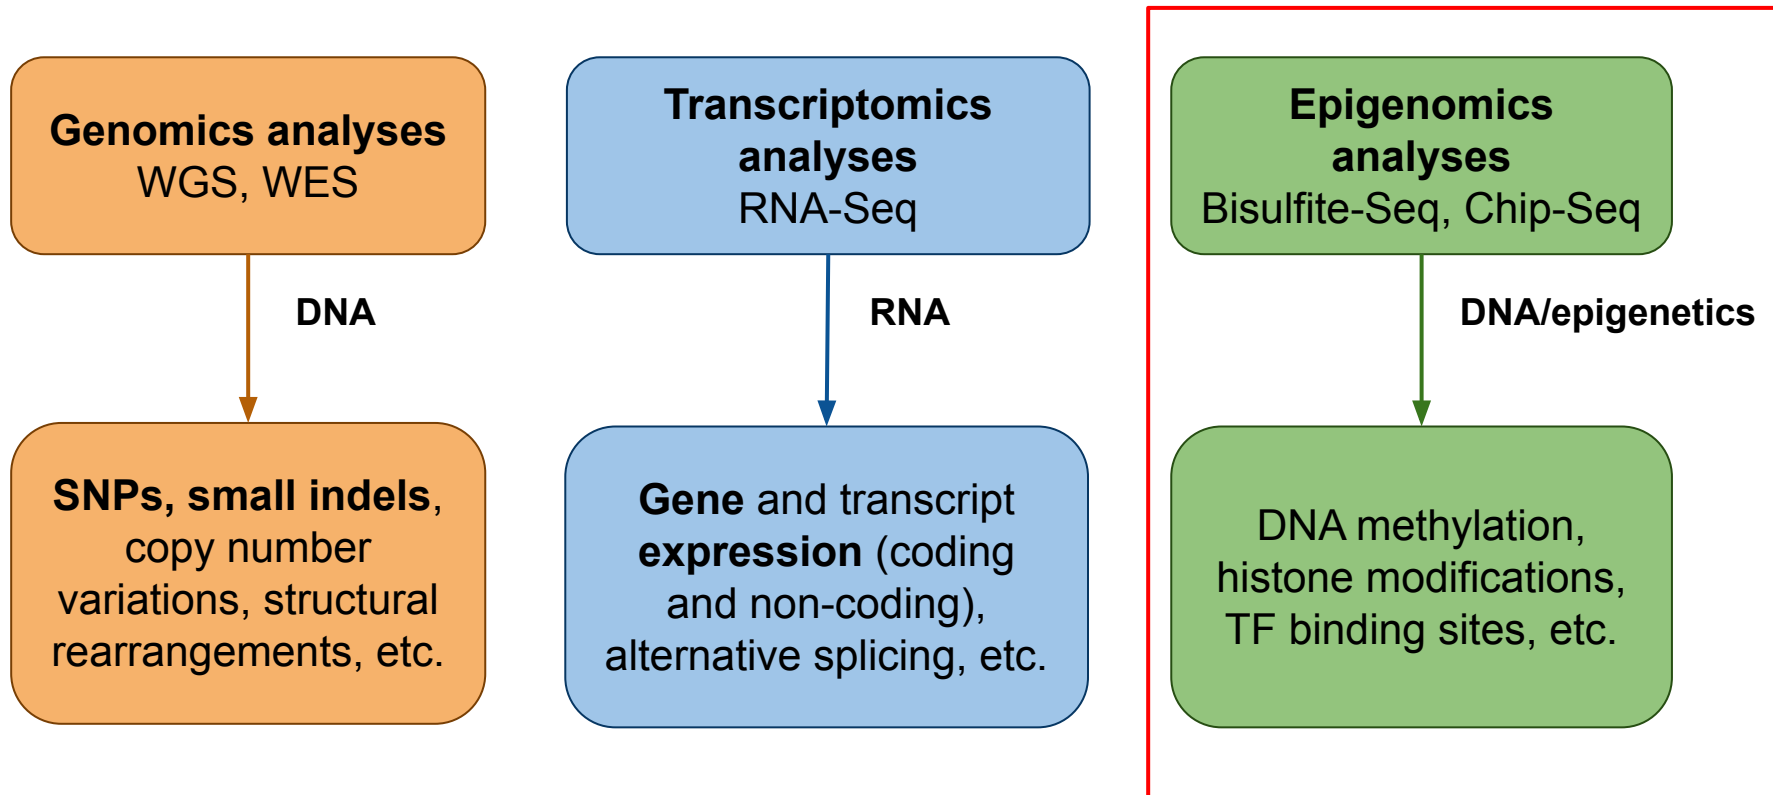 Genomics analyses
WGS, WES
DNA
SNPs, small indels,
copy number
variations, structural
rearrangements, etc.
Transcriptomics
analyses
RNA-Seq
RNA
Gene and transcript
expression (coding
and non-coding),
alternative splicing, etc.
Epigenomics
analyses
Bisulfite-Seq, Chip-Seq
DNA/epigenetics
DNA methylation,
histone modifications,
TF binding sites, etc.